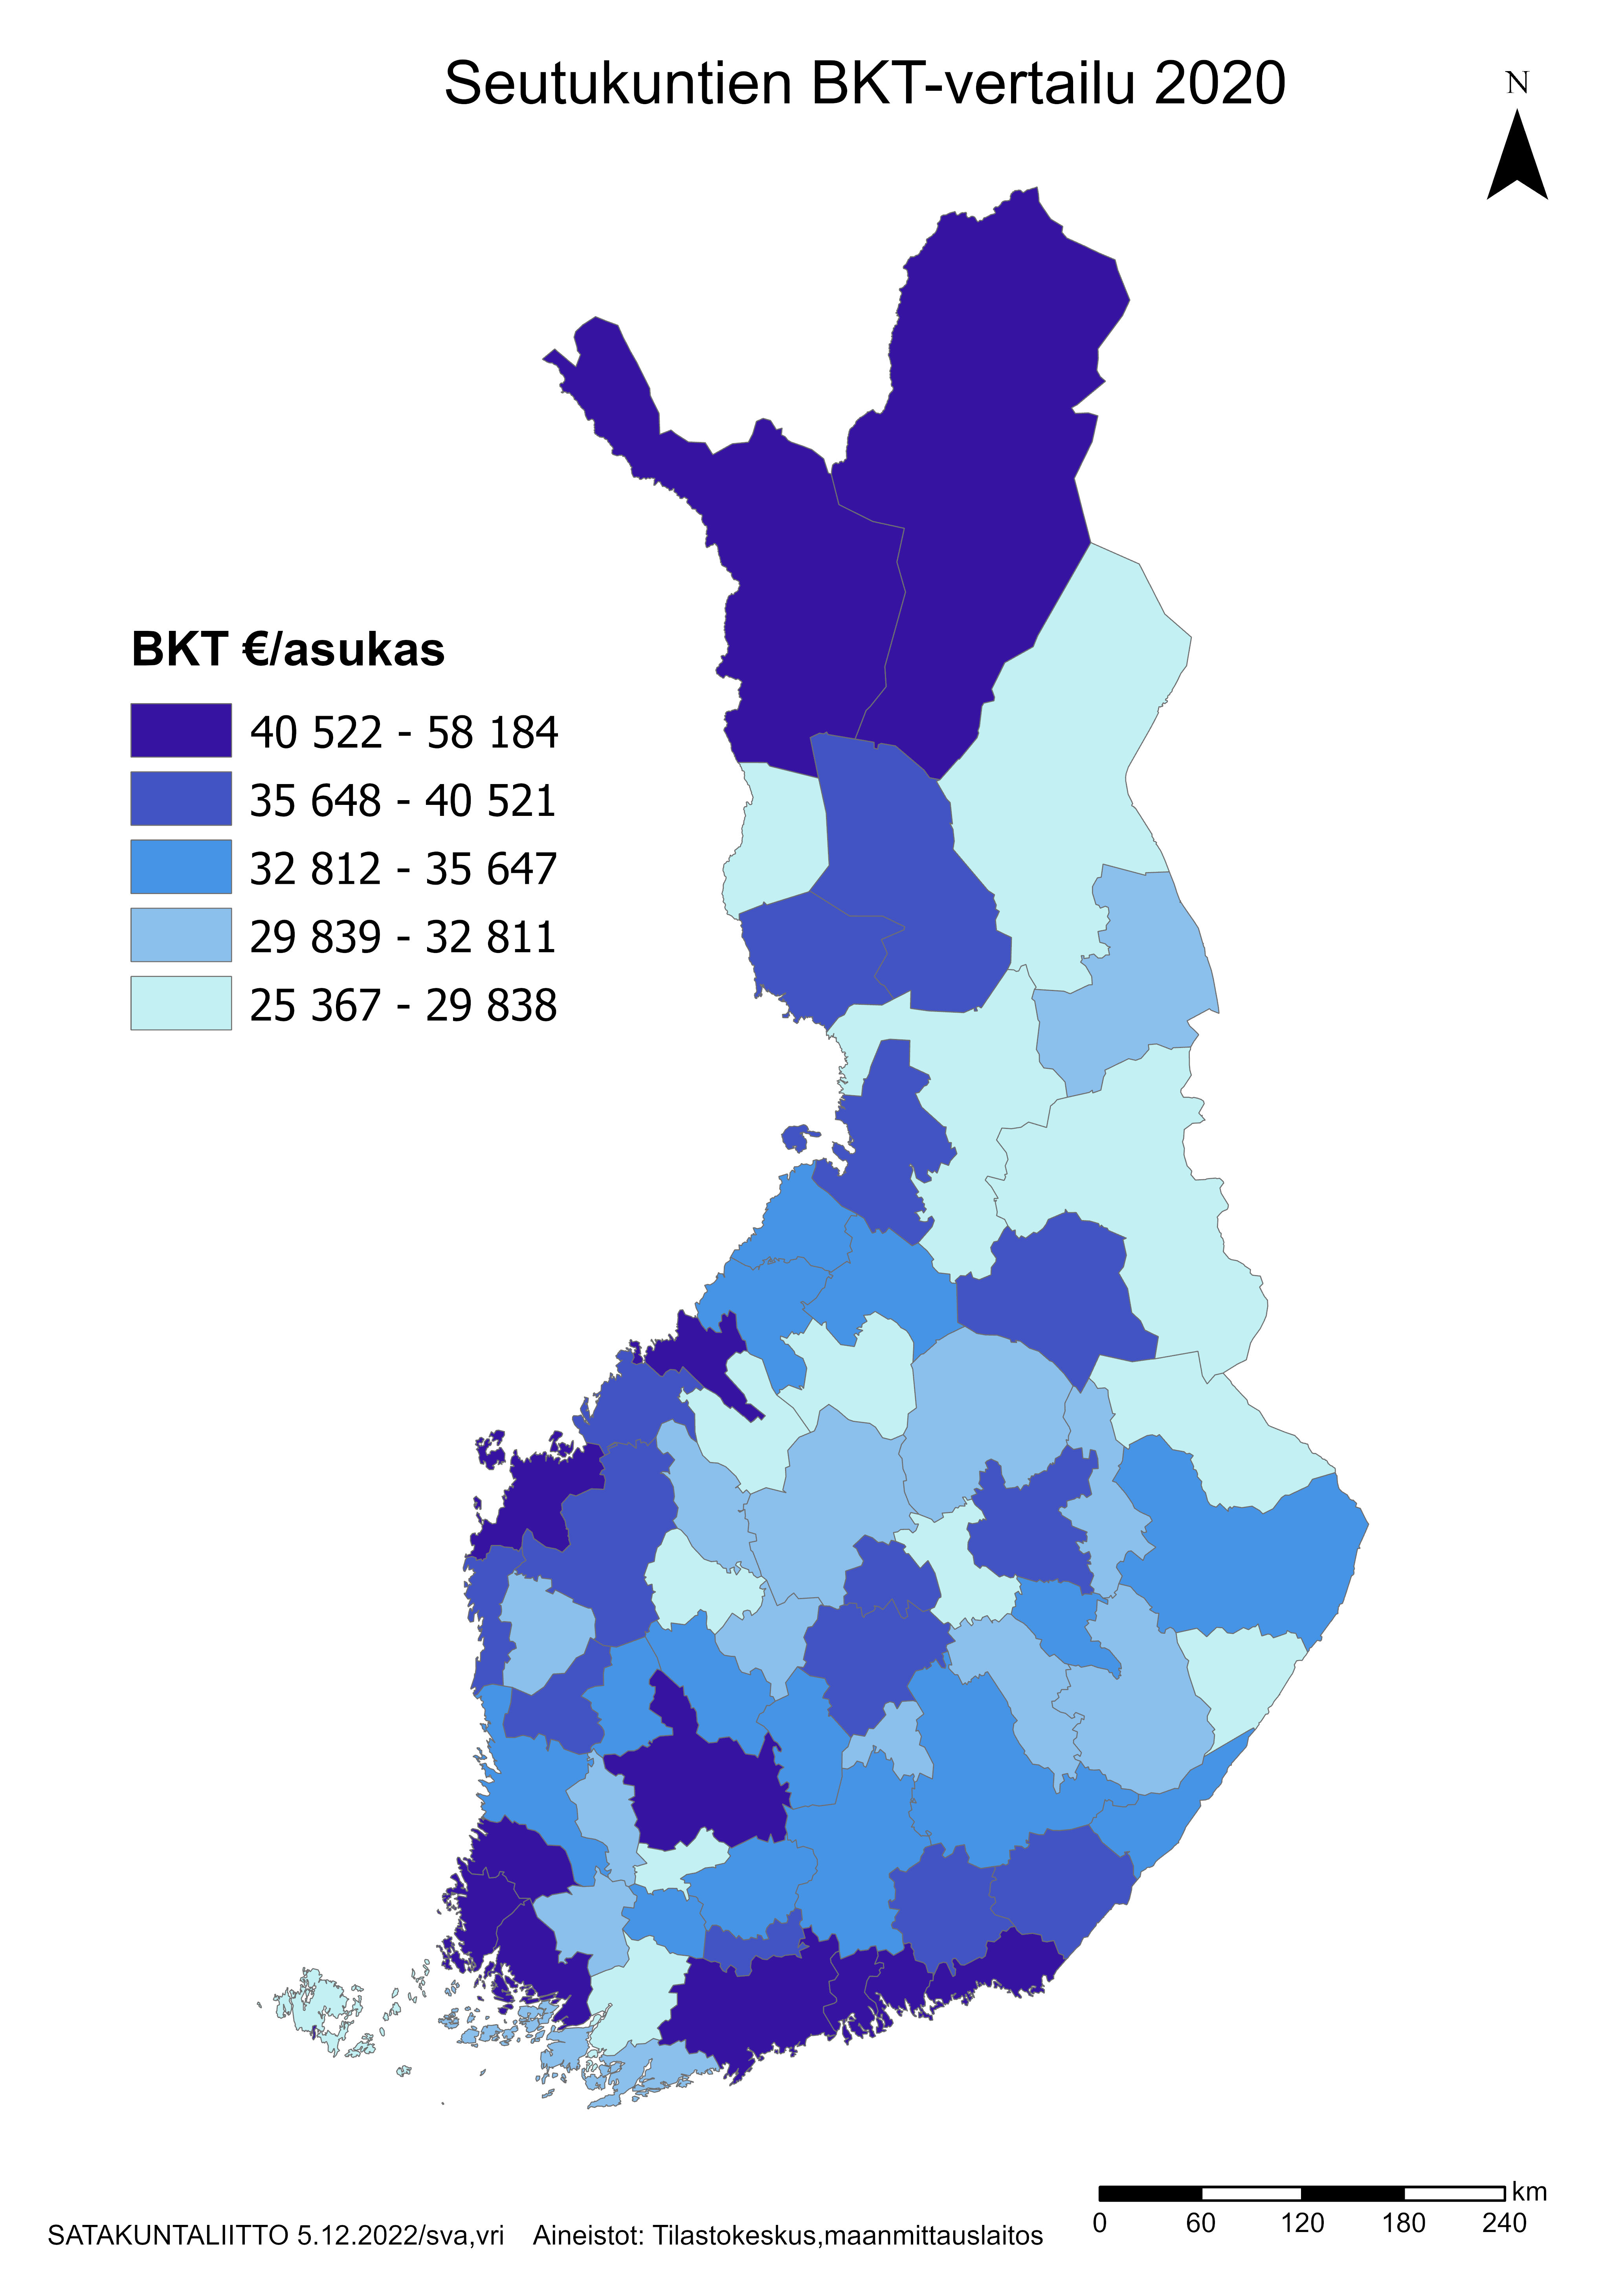 Seutukuntien BKT-vertailu 2020
N
BKT €/asukas
40 522 - 58 184
35 648 - 40 521
32 812 - 35 647
29 839 - 32 811
25 367 - 29 838
km
0 60 120 180 240
SATAKUNTALIITTO 5.12.2022/sva,vri Aineistot: Tilastokeskus,maanmittauslaitos